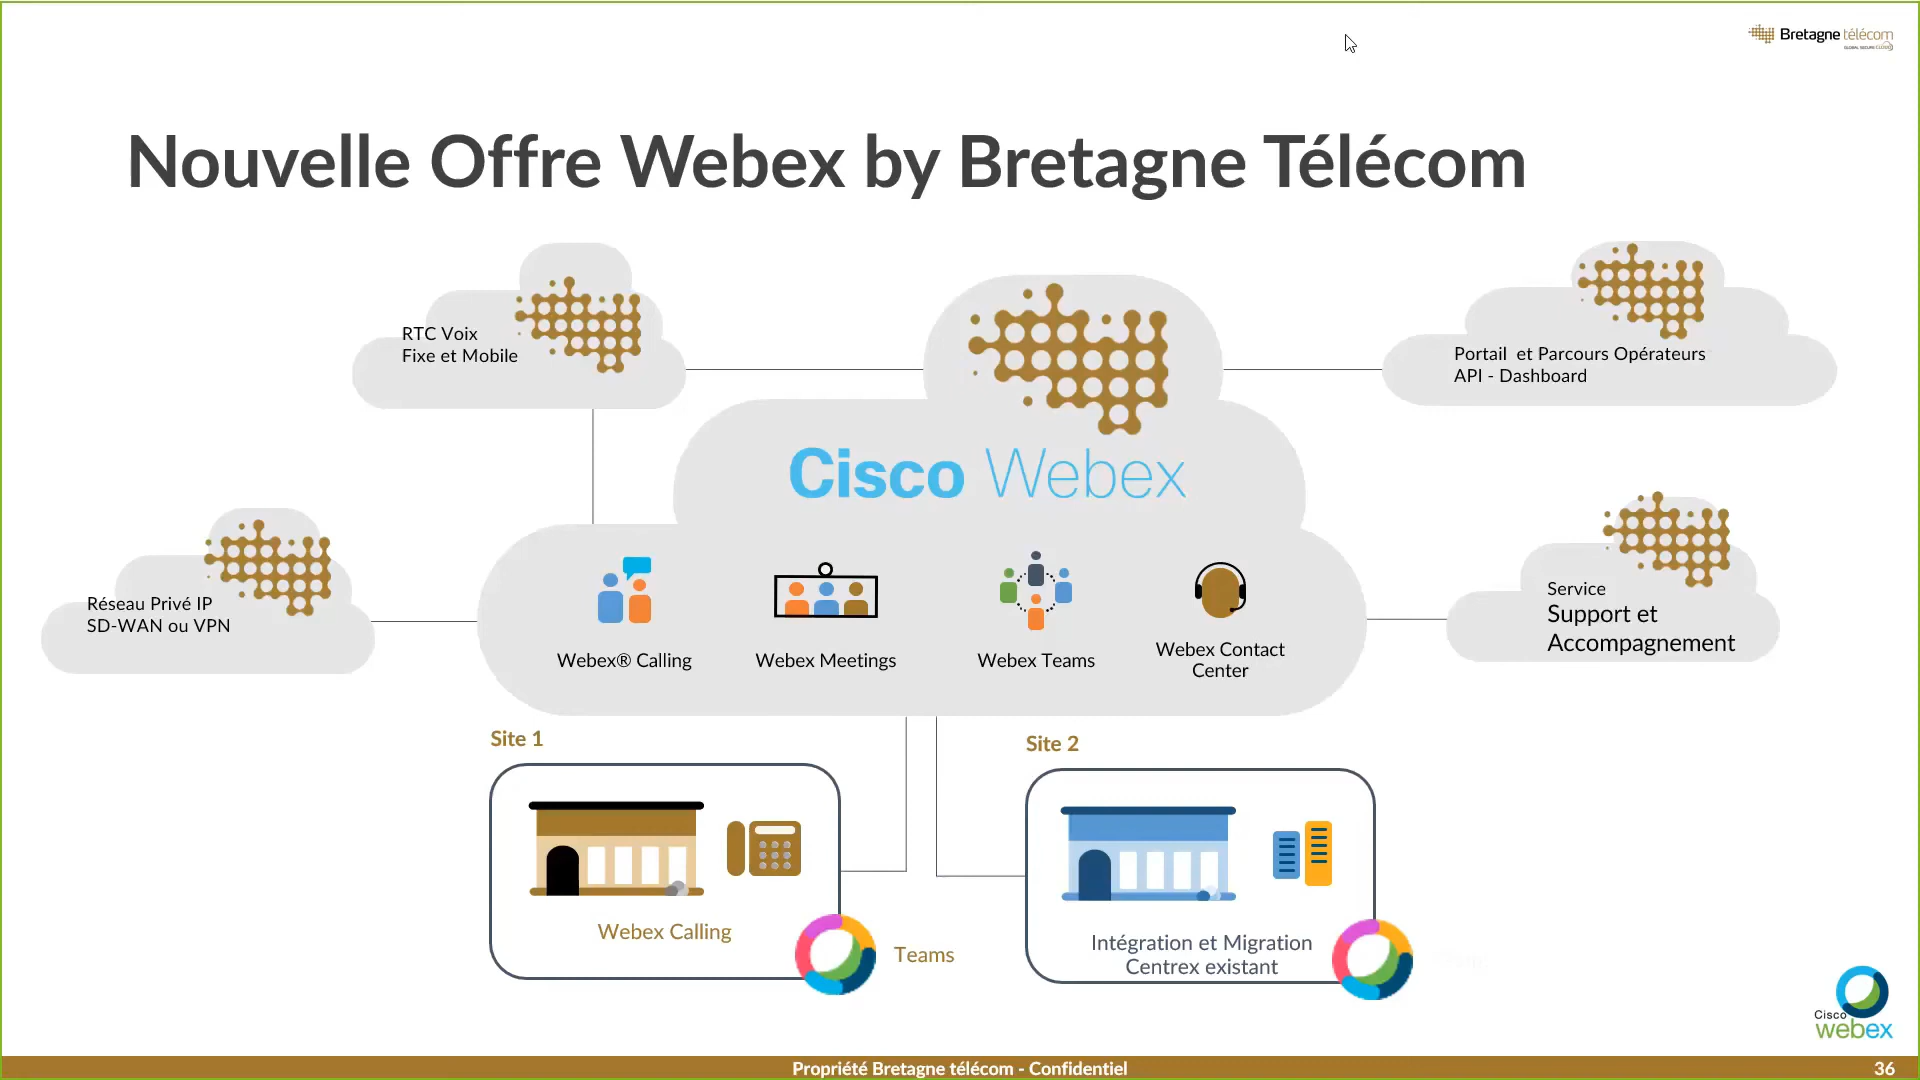 Bretagne télécom
GLOBAL SECURE CLOUD
Nouvelle Offre Webex by Bretagne Télécom
RTC Voix
Fixe et Mobile
Portail et Parcours Opérateurs
API - Dashboard
Cisco Webex
Réseau Privé IP
SD-WAN ou VPN
Service
Support et
Accompagnement
Webex® Calling
Webex Meetings
Webex Teams
Webex Contact
Center
Site 1
Site 2
Webex Calling
Teams
Intégration et Migration
Centrex existant
Cisco
webex
Propriété Bretagne télécom - Confidentiel
36